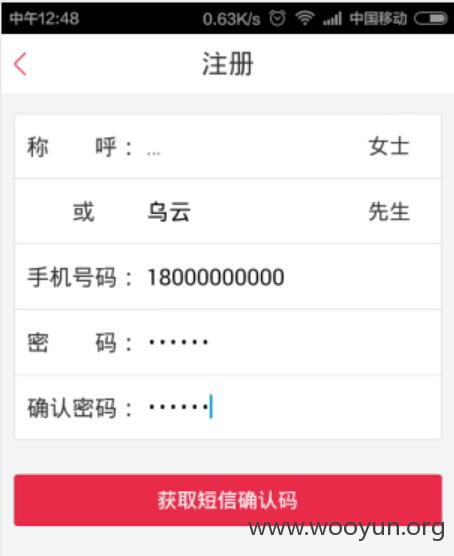 中午12:48 0.63K/s 中国移动
注册
称 呼： ... 女士
或 乌云 先生
手机号码： 18000000000
密 码： ••••••
确认密码： ••••••
获取短信确认码
www.wooyun.org